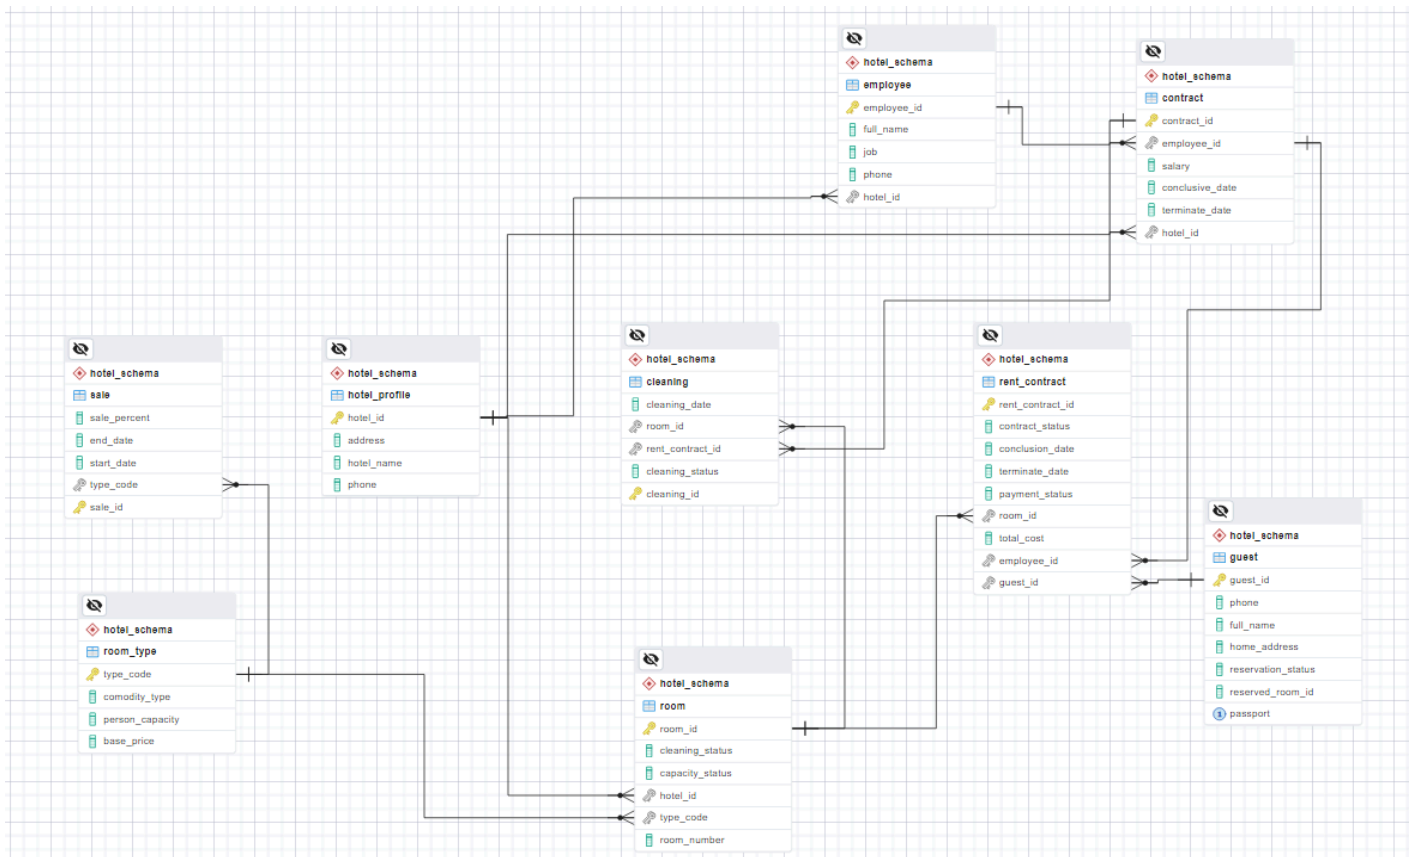 hotel_schema
employee
employee_id
full_name
job
phone
hotel_id
hotel_schema
contract
contract_id
employee_id
salary
conclusive_date
terminate_date
hotel_id
hotel_schema
sale
sale_percent
end_date
start_date
type_code
sale_id
hotel_schema
hotel_profile
hotel_id
address
hotel_name
phone
hotel_schema
cleaning
cleaning_date
room_id
rent_contract_id
cleaning_status
cleaning_id
hotel_schema
rent_contract
rent_contract_id
contract_status
conclusion_date
terminate_date
payment_status
room_id
total_cost
employee_id
guest_id
hotel_schema
guest
guest_id
phone
full_name
home_address
reservation_status
reserved_room_id
1 passport
hotel_schema
room_type
type_code
comodity_type
person_capacity
base_price
hotel_schema
room
room_id
cleaning_status
capacity_status
hotel_id
type_code
room_number